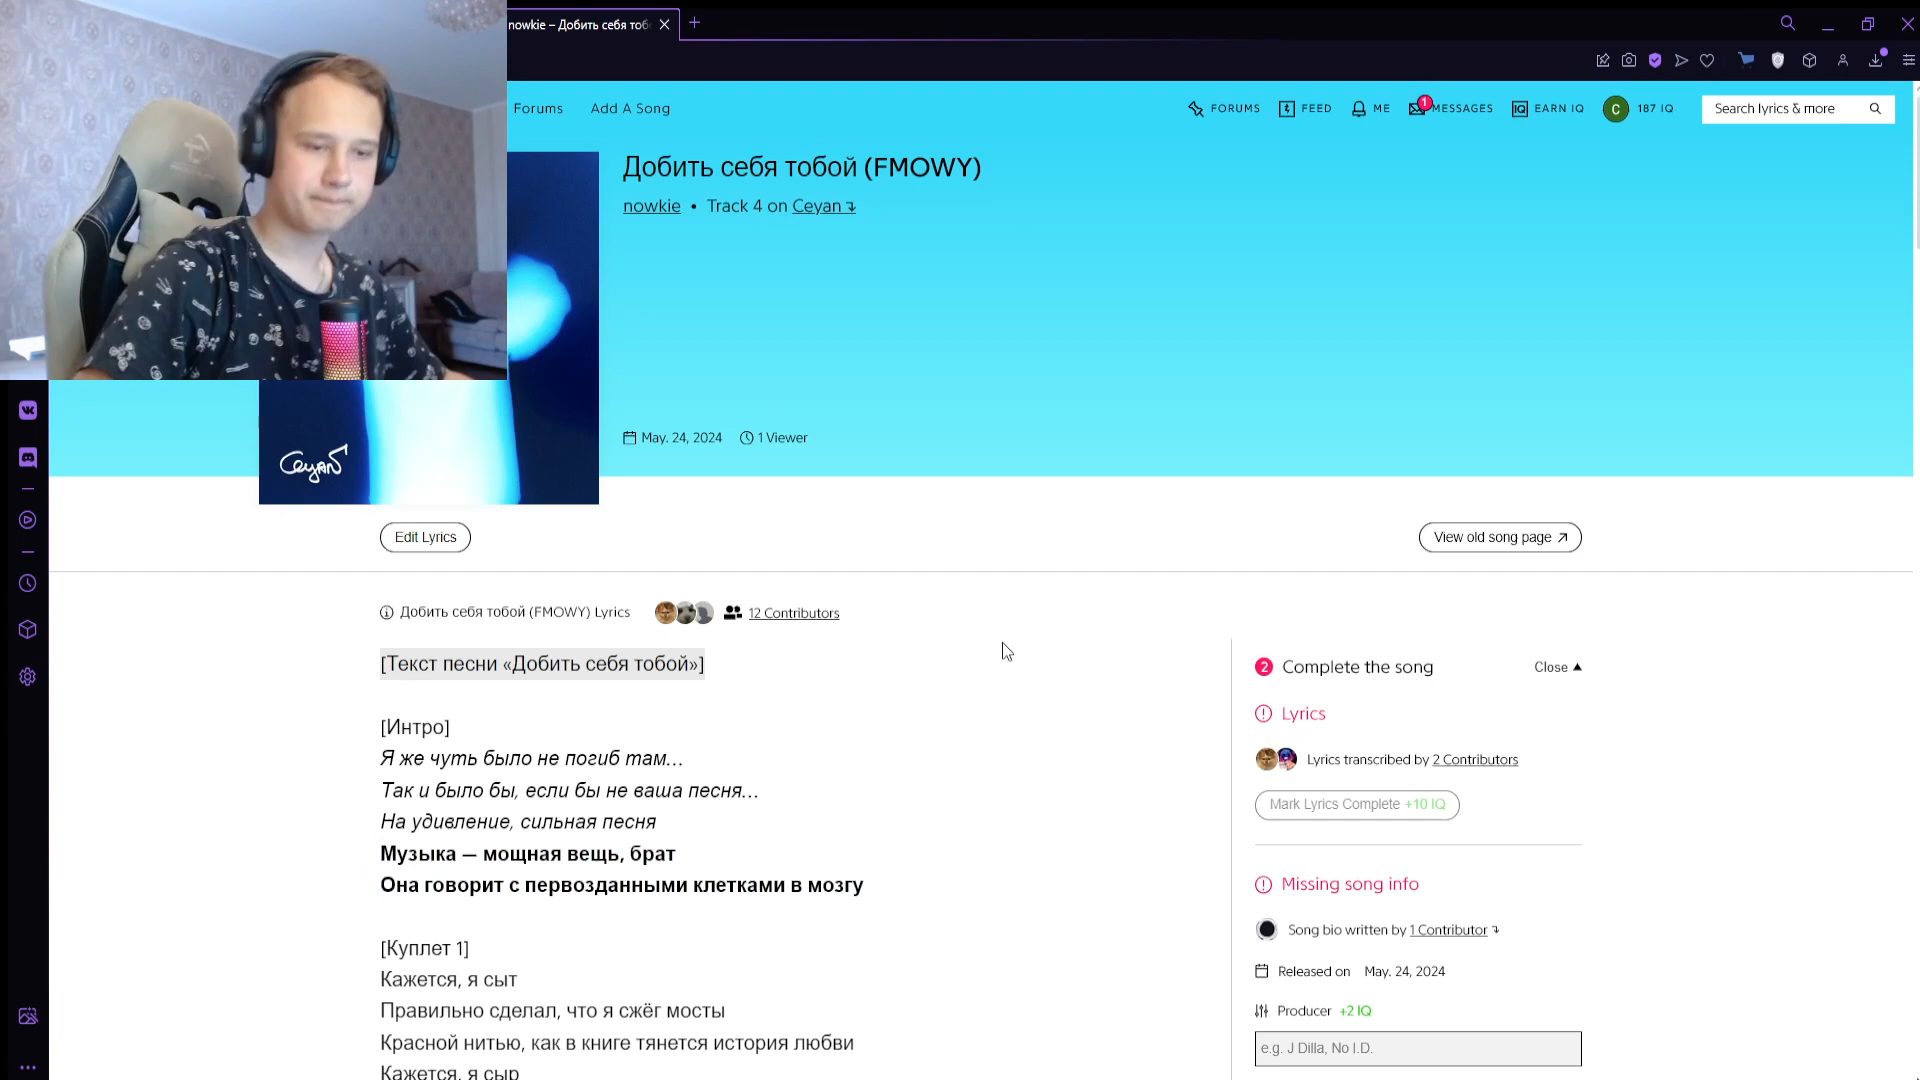 nowkie – Добить себя тоб
Forums
Add A Song
FORUMS
FEED
ME
1
MESSAGES
IQ
EARN IQ
C
187 IQ
Search lyrics & more
Добить себя тобой (FMOWY)
nowkie • Track 4 on Ceyan
Ceyan
May. 24, 2024
1 Viewer
Edit Lyrics
View old song page
Добить себя тобой (FMOWY) Lyrics
12 Contributors
[Текст песни «Добить себя тобой»]
[Интро]
Я же чуть было не погиб там...
Так и было бы, если бы не ваша песня...
На удивление, сильная песня
Музыка — мощная вещь, брат
Она говорит с первозданными клетками в мозгу
[Куплет 1]
Кажется, я сыт
Правильно сделал, что я сжёг мосты
Красной нитью, как в книге тянется история любви
Кажется, я сыр
2 Complete the song
Close
Lyrics
Lyrics transcribed by 2 Contributors
Mark Lyrics Complete +10 IQ
Missing song info
Song bio written by 1 Contributor
Released on May. 24, 2024
Producer +2 IQ
e.g. J Dilla, No I.D.